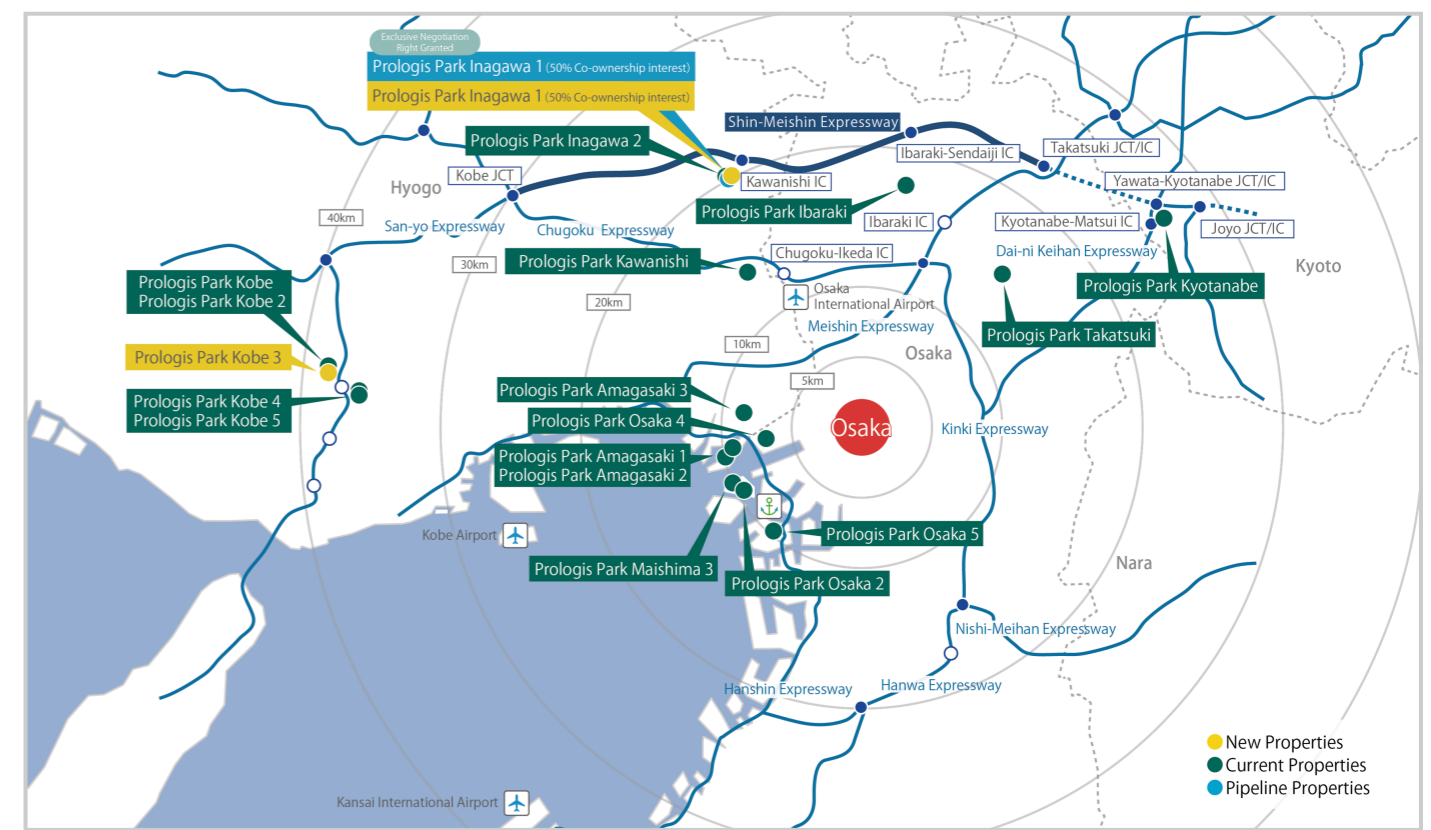 Exclusive Negotiation
Right Granted
Prologis Park Inagawa 1 (50% Co-ownership interest)
Prologis Park Inagawa 1 (50% Co-ownership interest)
Shin-Meishin Expressway
Prologis Park Inagawa 2
Ibaraki-Sendaiji IC
Takatsuki JCT/IC
Kobe JCT
Hyogo
Kawanishi IC
Yawata-Kyotanabe JCT/IC
Prologis Park Ibaraki
40km
San-yo Expressway
Chugoku Expressway
Ibaraki IC
Kyotanabe-Matsui IC
Joyo JCT/IC
30km
Prologis Park Kawanishi
Chugoku-Ikeda IC
Dai-ni Keihan Expressway
Kyoto
Prologis Park Kobe
Prologis Park Kobe 2
20km
Osaka
International Airport
Prologis Park Kyotanabe
Meishin Expressway
Prologis Park Takatsuki
10km
Osaka
Prologis Park Kobe 3
5km
Prologis Park Amagasaki 3
Prologis Park Kobe 4
Prologis Park Kobe 5
Prologis Park Osaka 4
Osaka
Kinki Expressway
Prologis Park Amagasaki 1
Prologis Park Amagasaki 2
Kobe Airport
Prologis Park Osaka 5
Prologis Park Maishima 3
Prologis Park Osaka 2
Nara
Nishi-Meihan Expressway
Hanshin Expressway
Hanwa Expressway
New Properties
Current Properties
Pipeline Properties
Kansai International Airport